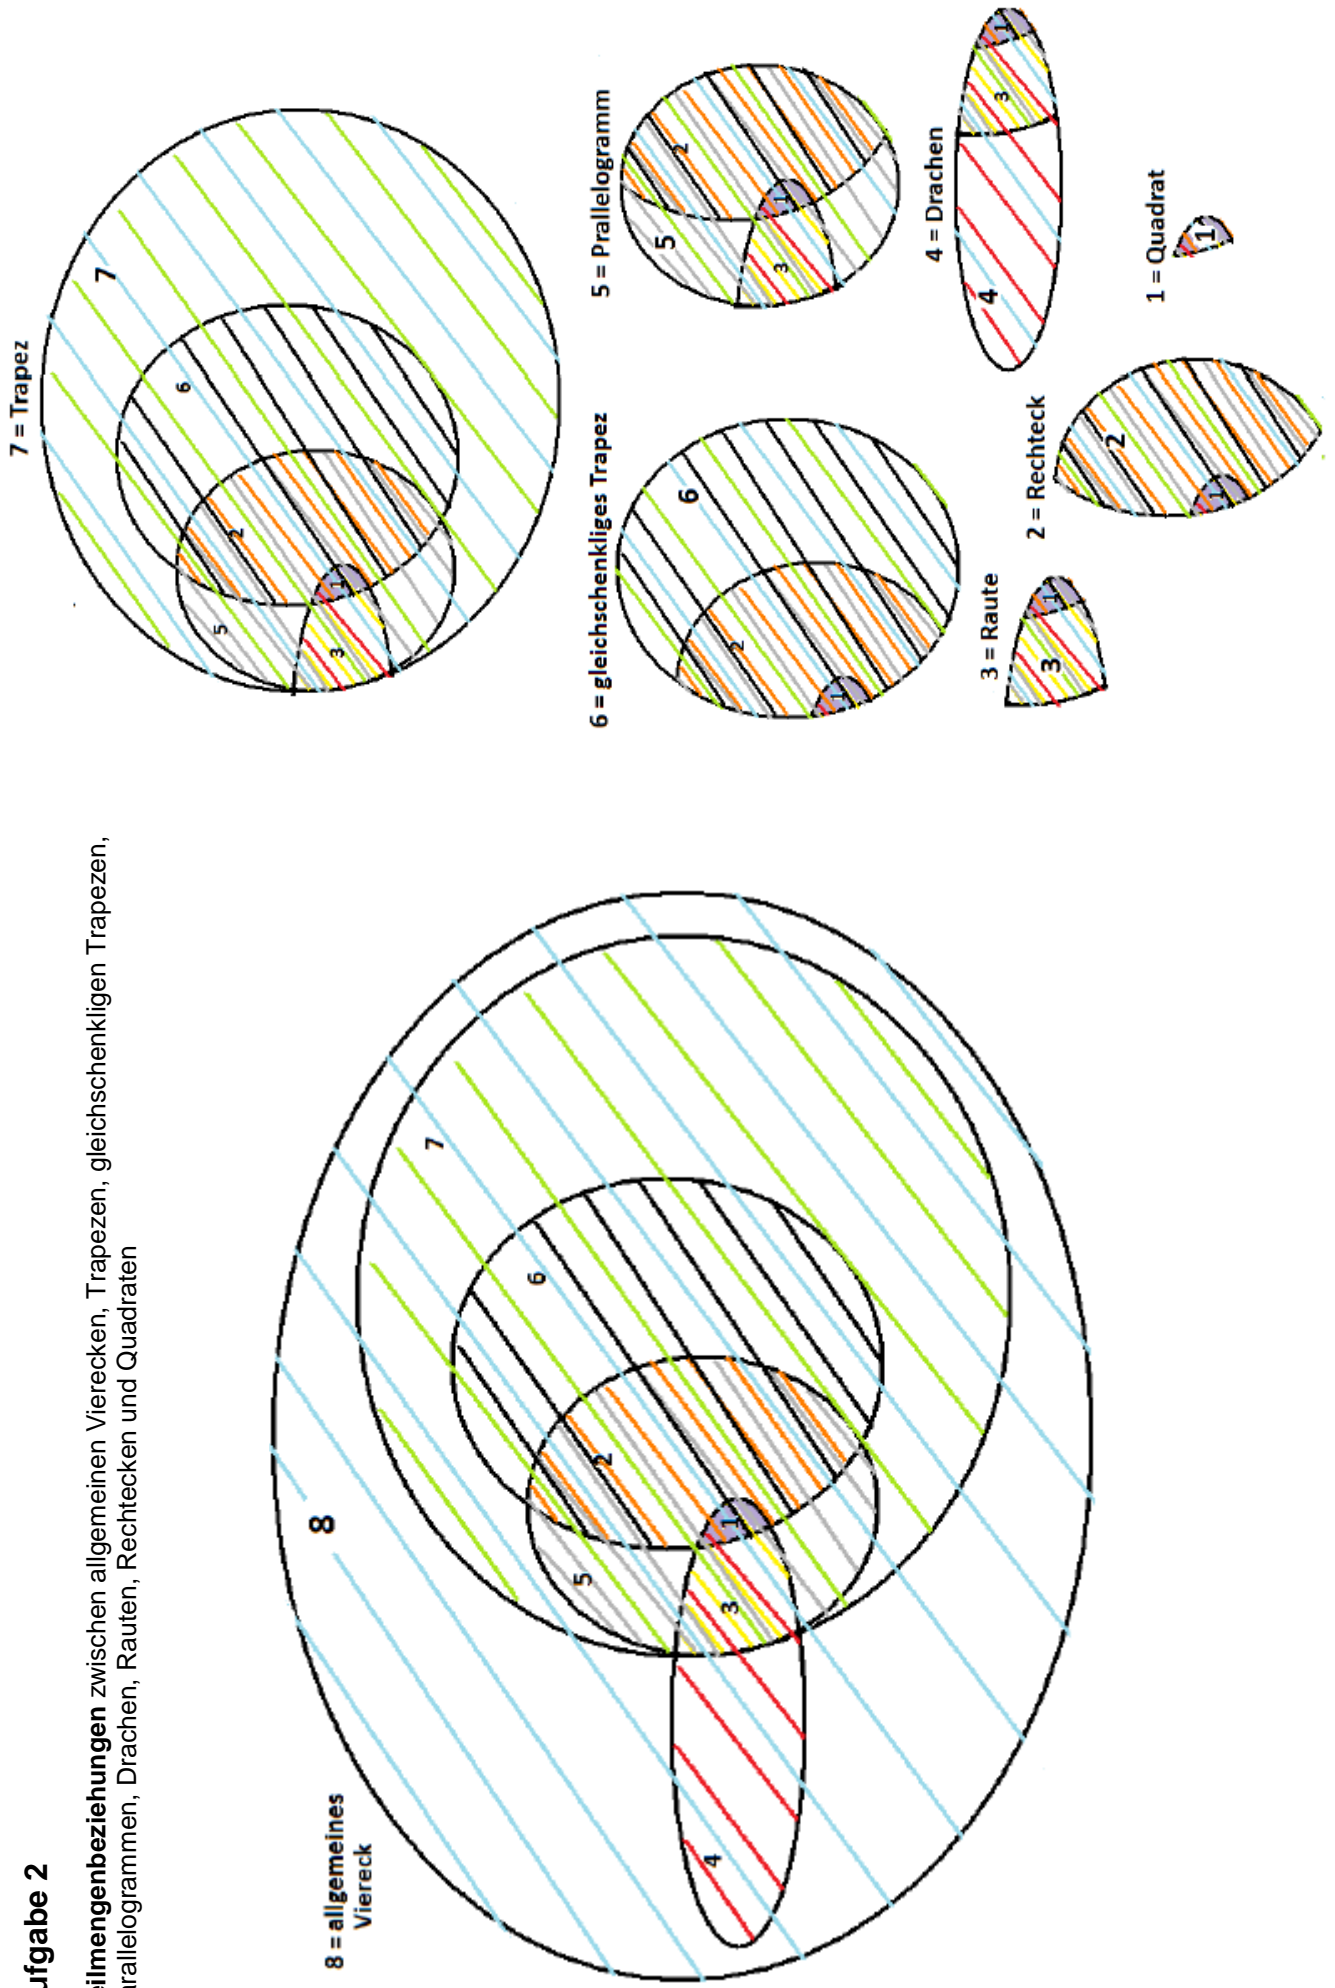 ufgabe 2
eilmengenbeziehungen zwischen allgemeinen Vierecken, Trapezen, gleichschenkligen Trapezen,
arallelogrammen, Drachen, Rauten, Rechtecken und Quadraten
8 = allgemeines
Viereck
8
7
6
5
2
1
3
4
7 = Trapez
7
6
2
5
1
3
6 = gleichschenkliges Trapez
6
2
1
5 = Prallelogramm
5
2
1
3
3 = Raute
3
1
2 = Rechteck
2
1
4 = Drachen
4
3
1
1 = Quadrat
1